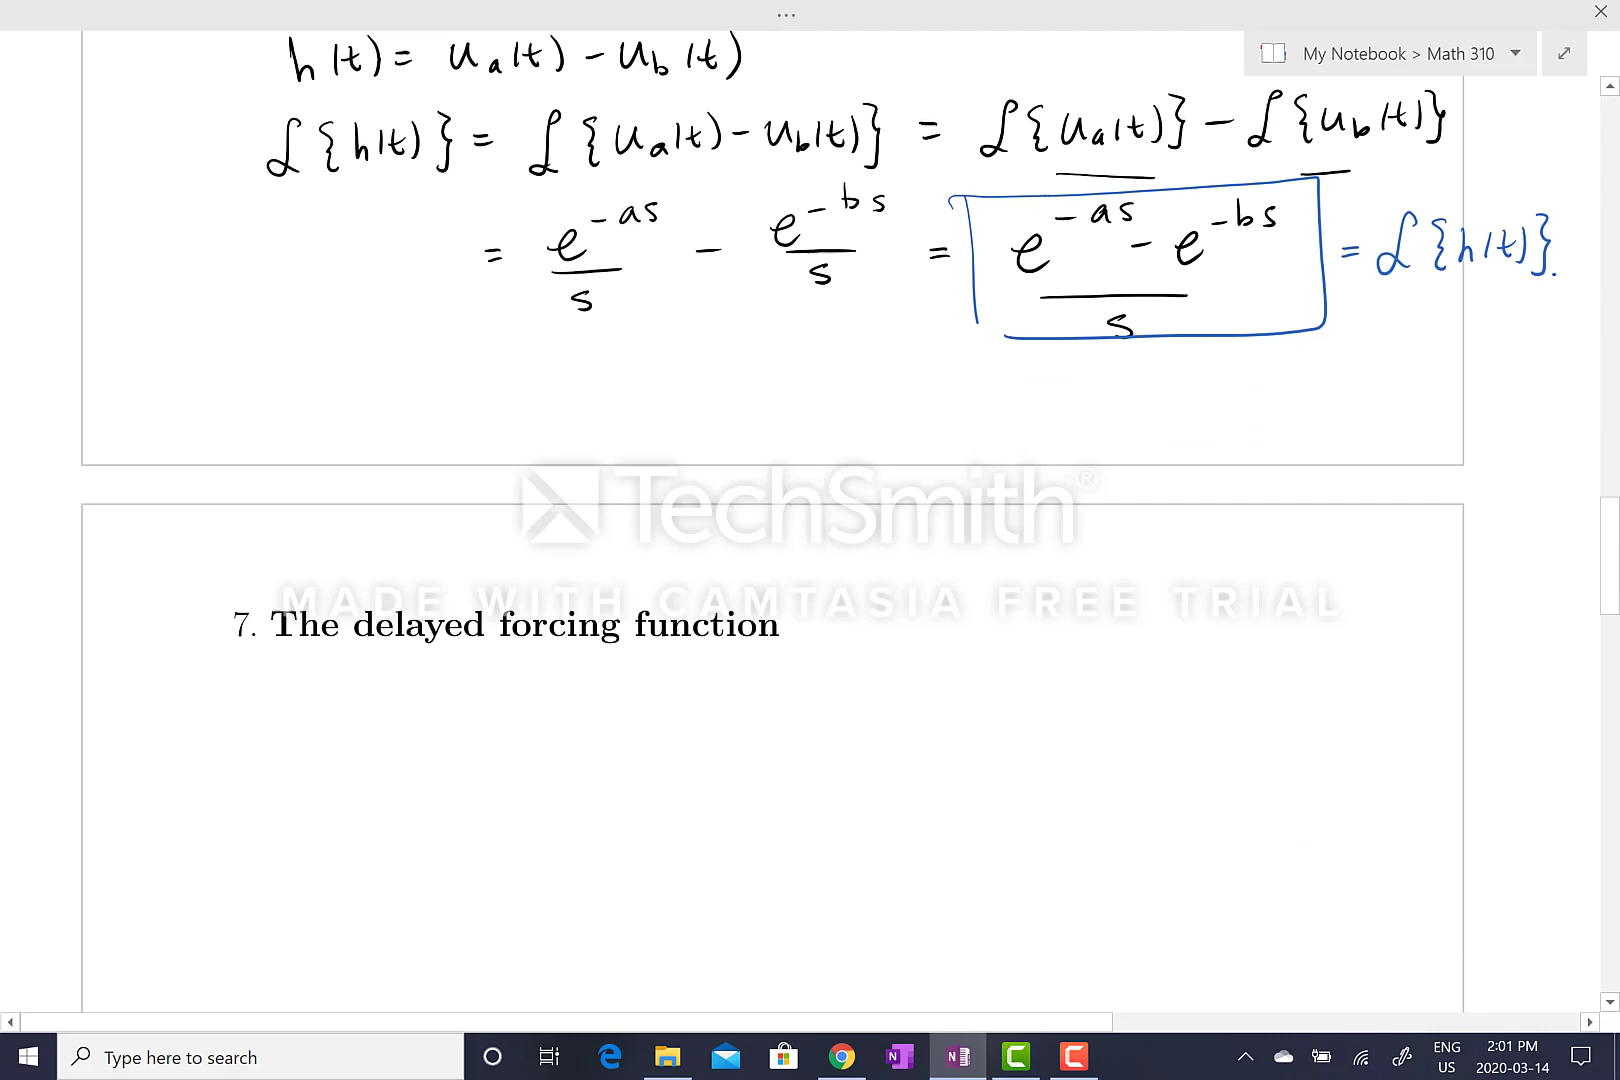 ...
My Notebook > Math 310
h(t) = u_a(t) - u_b(t)
ℒ{h(t)} = ℒ{u_a(t) - u_b(t)} = ℒ{u_a(t)} - ℒ{u_b(t)}
= e^{-as}/s - e^{-bs}/s = (e^{-as} - e^{-bs})/s = ℒ{h(t)}.
TechSmith®
MADE WITH CAMTASIA FREE TRIAL
7. The delayed forcing function
Type here to search
ENG
US
2:01 PM
2020-03-14